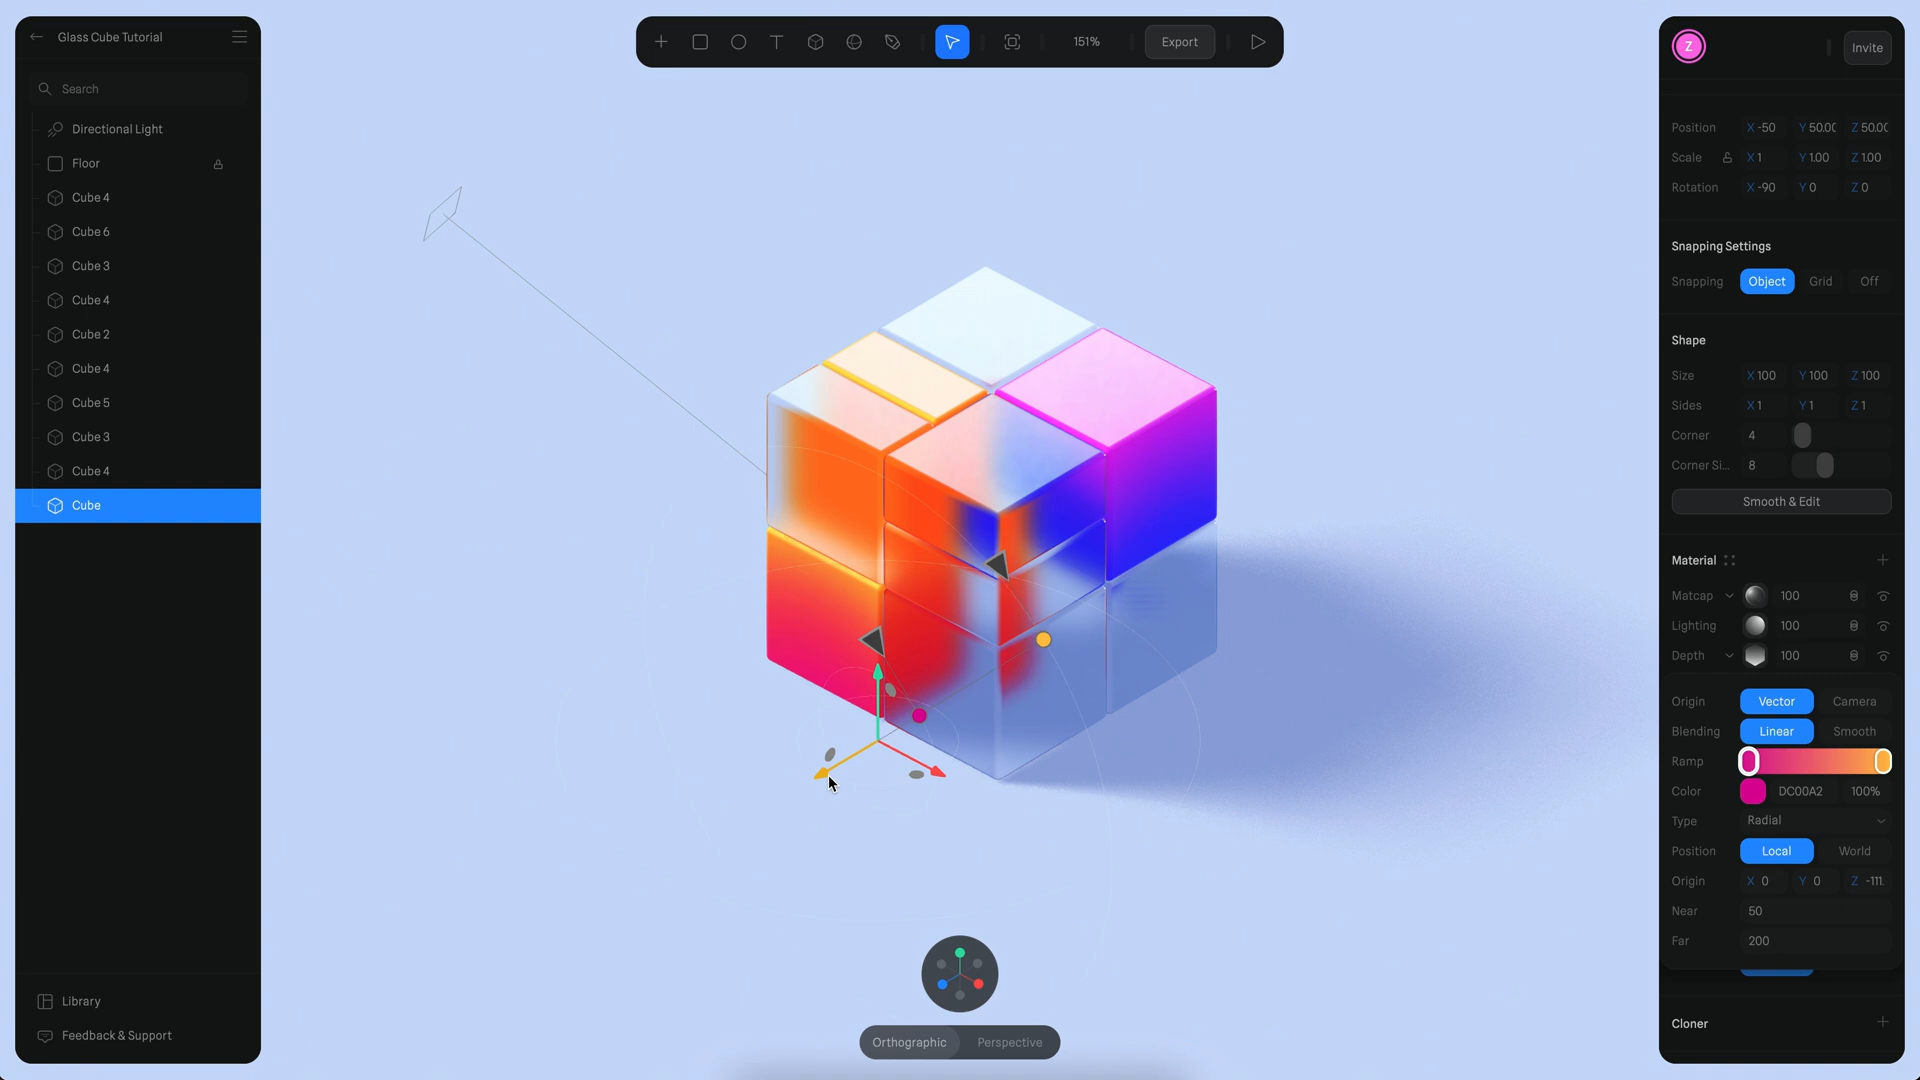 Glass Cube Tutorial
Search
Directional Light
Floor
Cube 4
Cube 6
Cube 3
Cube 4
Cube 2
Cube 4
Cube 5
Cube 3
Cube 4
Cube
Library
Feedback & Support
151%
Export
Orthographic
Perspective
Z
Invite
Position X -50 Y 50.00 Z 50.00
Scale X 1 Y 1.00 Z 1.00
Rotation X -90 Y 0 Z 0
Snapping Settings
Snapping Object Grid Off
Shape
Size X 100 Y 100 Z 100
Sides X 1 Y 1 Z 1
Corner 4
Corner Si... 8
Smooth & Edit
Material
Matcap 100
Lighting 100
Depth 100
Origin Vector Camera
Blending Linear Smooth
Ramp
Color DC00A2 100%
Type Radial
Position Local World
Origin X 0 Y 0 Z -111.
Near 50
Far 200
Cloner